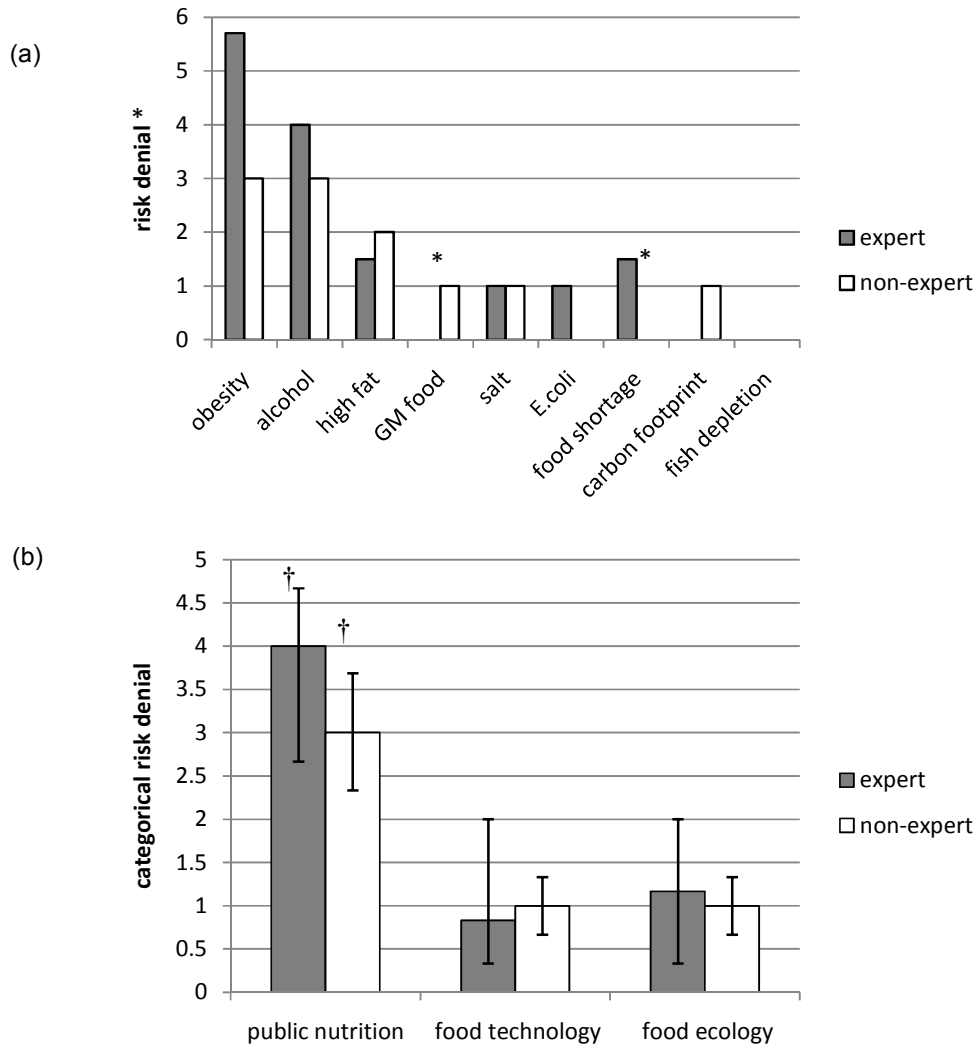 (a)
risk denial *
6
5
4
3
2
1
0
* *
obesity
alcohol
high fat
GM food
salt
E.coli
food shortage
carbon footprint
fish depletion
expert
non-expert
(b)
categorical risk denial
5
4.5
4
3.5
3
2.5
2
1.5
1
0.5
0
†
†
public nutrition food technology food ecology
expert
non-expert